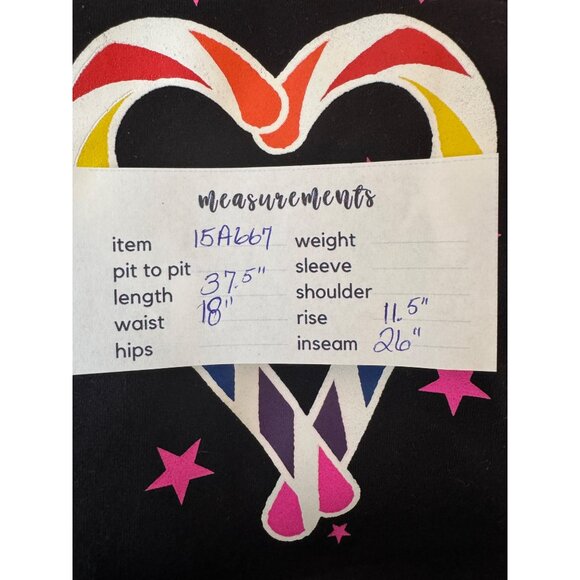 measurements
item 15A667 weight
pit to pit sleeve
length 37.5" shoulder
waist 18" rise 11.5"
hips inseam 26"